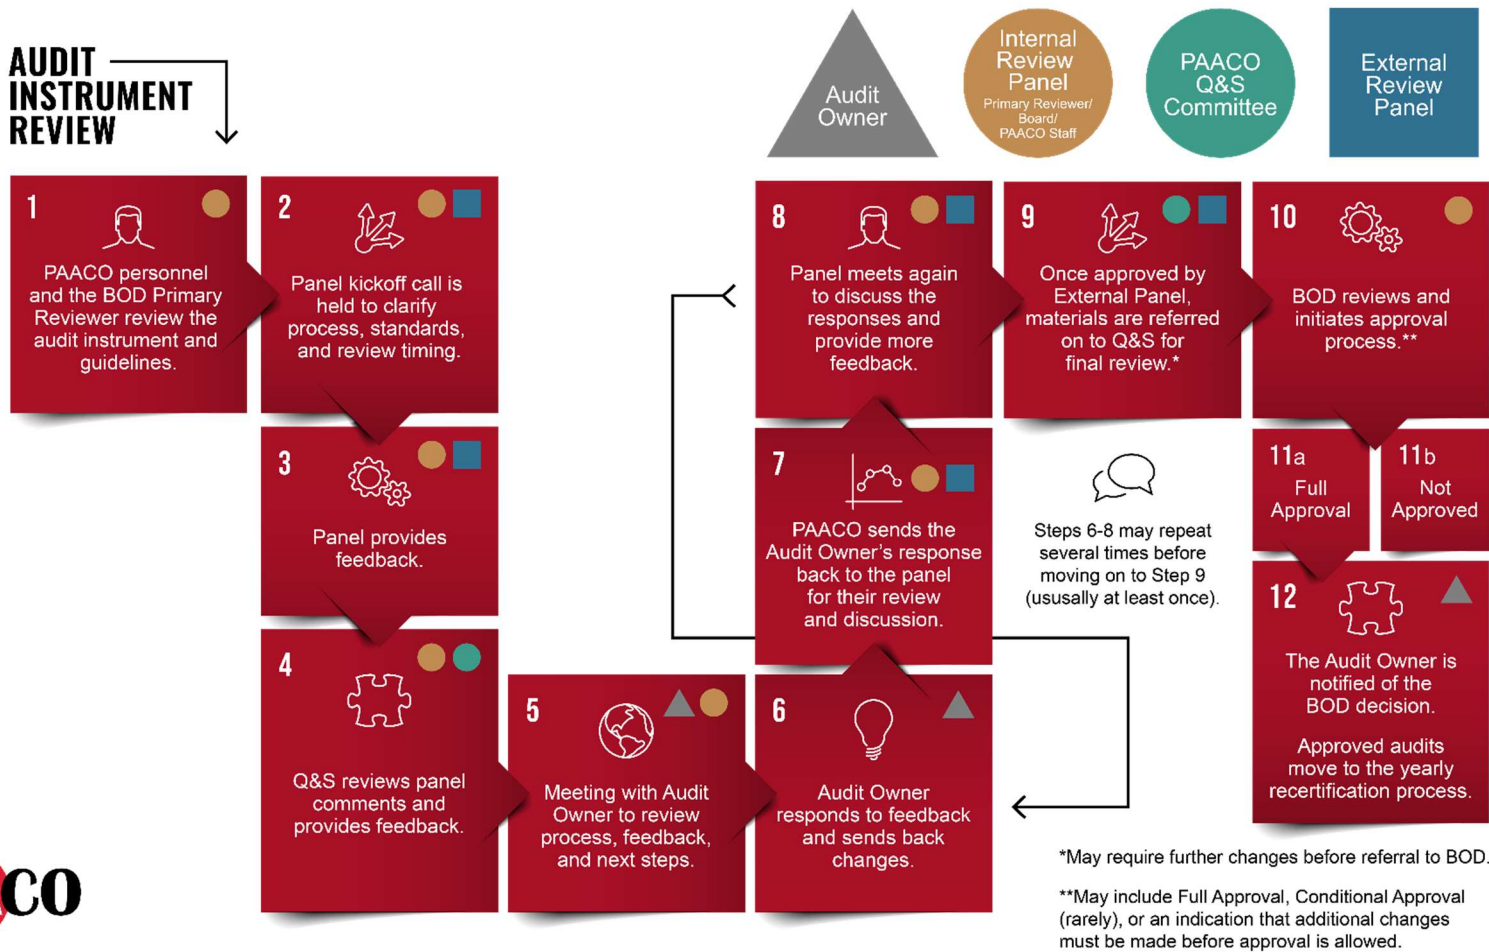 AUDIT
INSTRUMENT
REVIEW
Audit
Owner
Internal
Review
Panel
Primary Reviewer/
Board/
PAACO Staff
PAACO
Q&S
Committee
External
Review
Panel
1
PAACO personnel
and the BOD Primary
Reviewer review the
audit instrument and
guidelines.
2
Panel kickoff call is
held to clarify
process, standards,
and review timing.
3
Panel provides
feedback.
4
Q&S reviews panel
comments and
provides feedback.
5
Meeting with Audit
Owner to review
process, feedback,
and next steps.
6
Audit Owner
responds to feedback
and sends back
changes.
7
PAACO sends the
Audit Owner's response
back to the panel
for their review
and discussion.
8
Panel meets again
to discuss the
responses and
provide more
feedback.
Steps 6-8 may repeat
several times before
moving on to Step 9
(ususally at least once).
9
Once approved by
External Panel,
materials are referred
on to Q&S for
final review.*
10
BOD reviews and
initiates approval
process.**
11a
Full
Approval
11b
Not
Approved
12
The Audit Owner is
notified of the
BOD decision.
Approved audits
move to the yearly
recertification process.
*May require further changes before referral to BOD.
**May include Full Approval, Conditional Approval
(rarely), or an indication that additional changes
must be made before approval is allowed.
CO